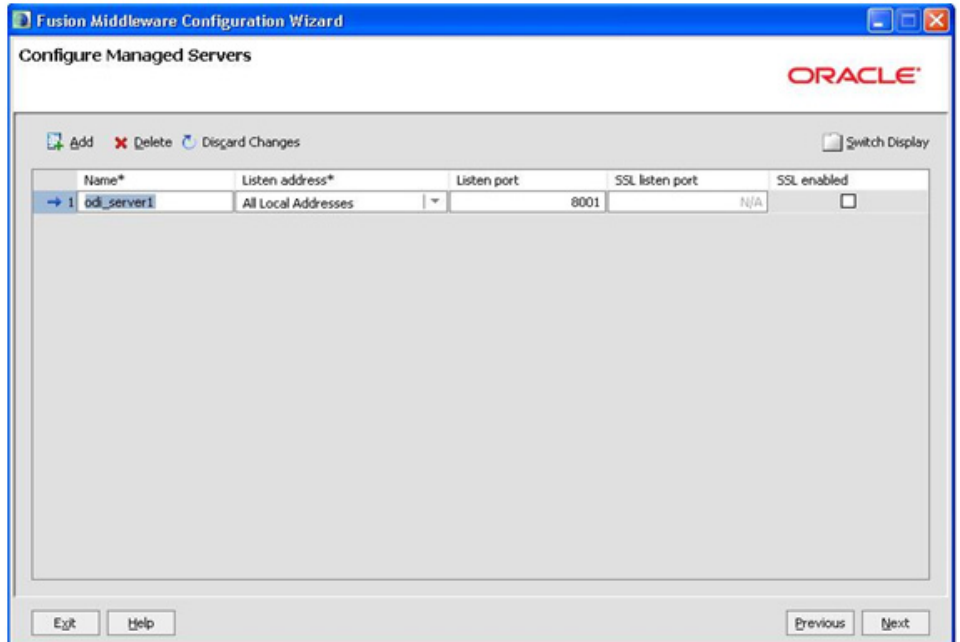 Fusion Middleware Configuration Wizard
Configure Managed Servers
ORACLE
Add Delete Discard Changes Switch Display
Name* Listen address* Listen port SSL listen port SSL enabled
1 odi_server1 All Local Addresses 8001 N/A
Exit Help Previous Next